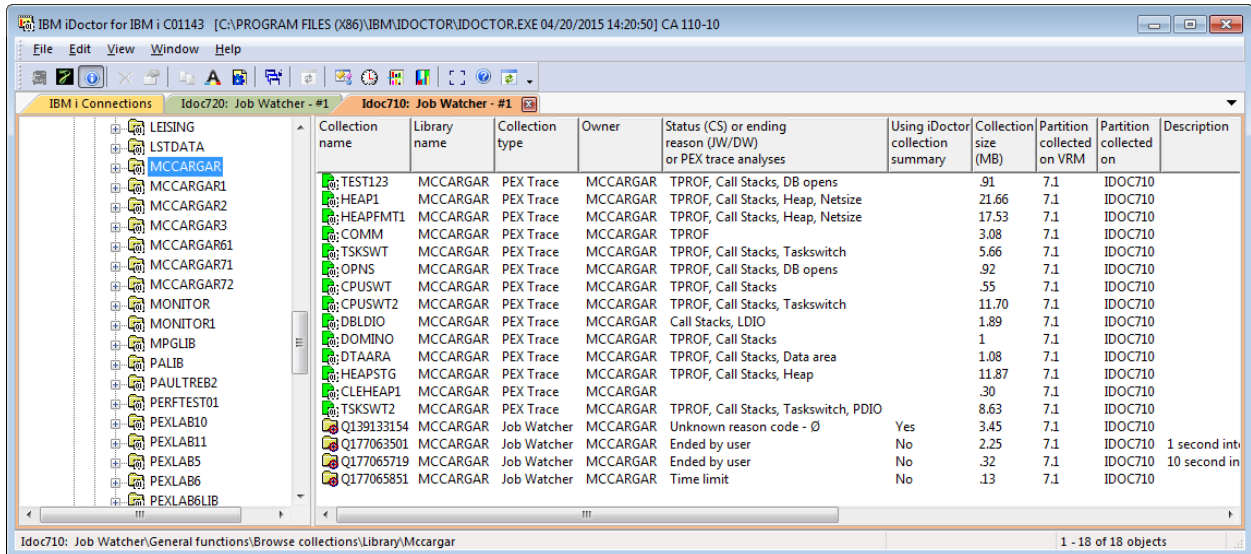 IBM iDoctor for IBM i C01143 [C:\PROGRAM FILES (X86)\IBM\IDOCTOR\IDOCTOR.EXE 04/20/2015 14:20:50] CA 110-10
File Edit View Window Help
IBM i Connections Idoc720: Job Watcher - #1 Idoc710: Job Watcher - #1
LEISING
LSTDATA
MCCARGAR
MCCARGAR1
MCCARGAR2
MCCARGAR3
MCCARGAR61
MCCARGAR71
MCCARGAR72
MONITOR
MONITOR1
MPGLIB
PALIB
PAULTREB2
PERFTEST01
PEXLAB10
PEXLAB11
PEXLAB5
PEXLAB6
PEXLAB6LIB
Collection name Library name Collection type Owner Status (CS) or ending reason (JW/DW) or PEX trace analyses Using iDoctor collection summary Collection size (MB) Partition collected on VRM Partition collected on Description
TEST123 MCCARGAR PEX Trace MCCARGAR TPROF, Call Stacks, DB opens .91 7.1 IDOC710
HEAP1 MCCARGAR PEX Trace MCCARGAR TPROF, Call Stacks, Heap, Netsize 21.66 7.1 IDOC710
HEAPFMT1 MCCARGAR PEX Trace MCCARGAR TPROF, Call Stacks, Heap, Netsize 17.53 7.1 IDOC710
COMM MCCARGAR PEX Trace MCCARGAR TPROF 3.08 7.1 IDOC710
TSKSWT MCCARGAR PEX Trace MCCARGAR TPROF, Call Stacks, Taskswitch 5.66 7.1 IDOC710
OPNS MCCARGAR PEX Trace MCCARGAR TPROF, Call Stacks, DB opens .92 7.1 IDOC710
CPUSWT MCCARGAR PEX Trace MCCARGAR TPROF, Call Stacks .55 7.1 IDOC710
CPUSWT2 MCCARGAR PEX Trace MCCARGAR TPROF, Call Stacks, Taskswitch 11.70 7.1 IDOC710
DBLDIO MCCARGAR PEX Trace MCCARGAR Call Stacks, LDIO 1.89 7.1 IDOC710
DOMINO MCCARGAR PEX Trace MCCARGAR TPROF, Call Stacks 1 7.1 IDOC710
DTAARA MCCARGAR PEX Trace MCCARGAR TPROF, Call Stacks, Data area 1.08 7.1 IDOC710
HEAPSTG MCCARGAR PEX Trace MCCARGAR TPROF, Call Stacks, Heap 11.87 7.1 IDOC710
CLEHEAP1 MCCARGAR PEX Trace MCCARGAR .30 7.1 IDOC710
TSKSWT2 MCCARGAR PEX Trace MCCARGAR TPROF, Call Stacks, Taskswitch, PDIO 8.63 7.1 IDOC710
Q139133154 MCCARGAR Job Watcher MCCARGAR Unknown reason code - Ø Yes 3.45 7.1 IDOC710
Q177063501 MCCARGAR Job Watcher MCCARGAR Ended by user No 2.25 7.1 IDOC710 1 second int
Q177065719 MCCARGAR Job Watcher MCCARGAR Ended by user No .32 7.1 IDOC710 10 second in
Q177065851 MCCARGAR Job Watcher MCCARGAR Time limit No .13 7.1 IDOC710
Idoc710: Job Watcher\General functions\Browse collections\Library\Mccargar 1 - 18 of 18 objects